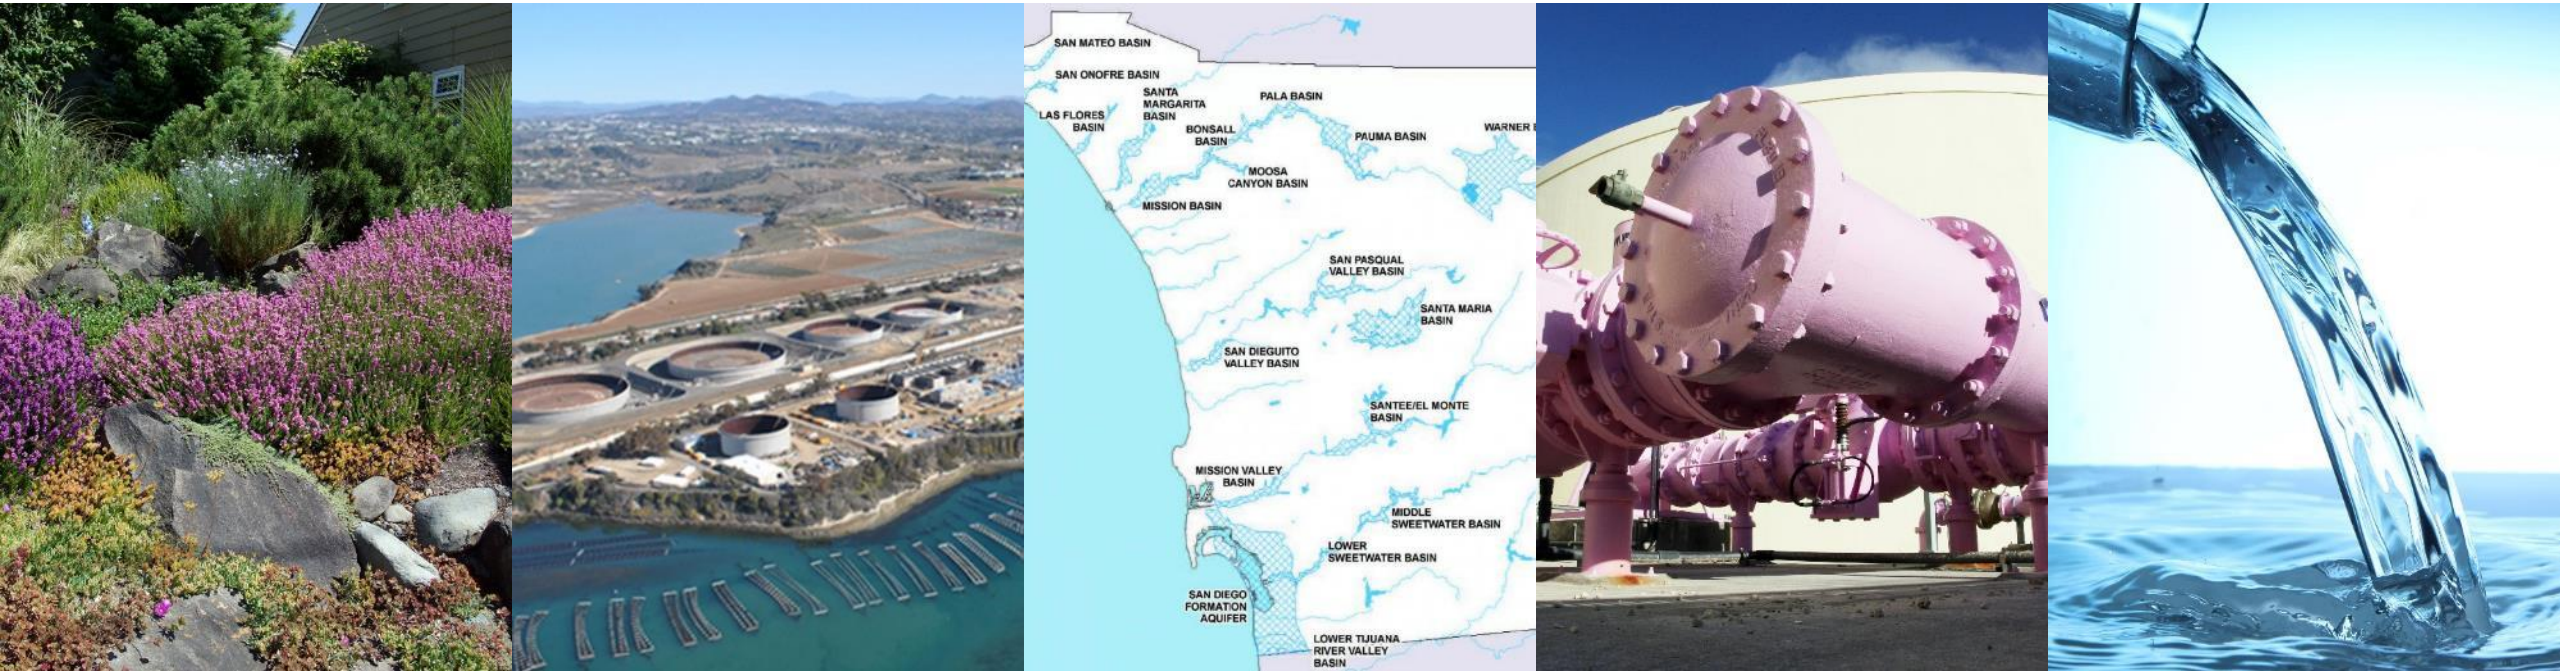 SAN MATEO BASIN
SAN ONOFRE BASIN
SANTA
MARGARITA
BASIN
LAS FLORES
BASIN
PALA BASIN
BONSALL
BASIN
PAUMA BASIN
WARNER
MOOSA
CANYON BASIN
MISSION BASIN
SAN PASQUAL
VALLEY BASIN
SANTA MARIA
BASIN
SAN DIEGUITO
VALLEY BASIN
SANTEE/EL MONTE
BASIN
MISSION VALLEY
BASIN
MIDDLE
SWEETWATER BASIN
LOWER
SWEETWATER BASIN
SAN DIEGO
FORMATION
AQUIFER
LOWER TIJUANA
RIVER VALLEY
BASIN